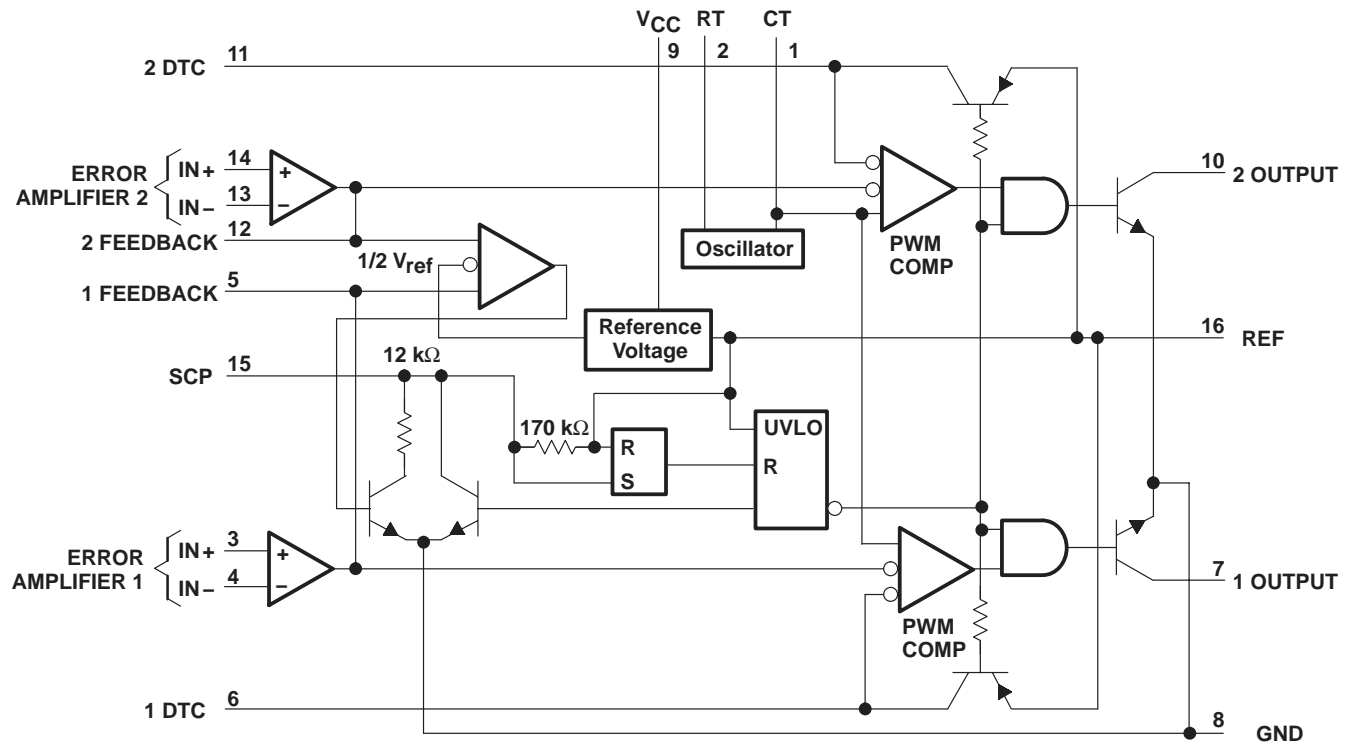 VCC RT CT
9 2 1
2 DTC 11
ERROR
AMPLIFIER 2
IN+ 14
+
IN− 13
−
2 FEEDBACK 12
1/2 Vref
1 FEEDBACK 5
Oscillator
PWM
COMP
10 2 OUTPUT
Reference
Voltage
16 REF
SCP 15
12 kΩ
170 kΩ
R
S
UVLO
R
ERROR
AMPLIFIER 1
IN+ 3
+
IN− 4
−
PWM
COMP
7 1 OUTPUT
1 DTC 6
8 GND